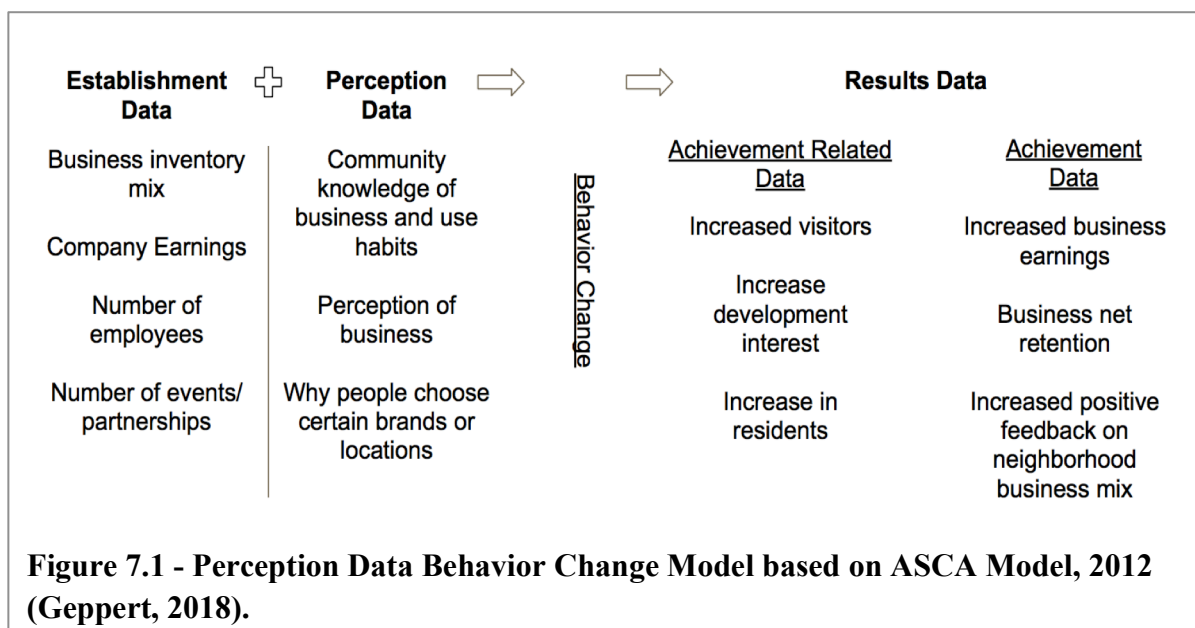 Establishment
Data
Business inventory
mix
Company Earnings
Number of
employees
Number of events/
partnerships
Perception
Data
Community
knowledge of
business and use
habits
Perception of
business
Why people choose
certain brands or
locations
Behavior Change
Results Data
Achievement Related
Data
Increased visitors
Increase
development
interest
Increase in
residents
Achievement
Data
Increased business
earnings
Business net
retention
Increased positive
feedback on
neighborhood
business mix
Figure 7.1 - Perception Data Behavior Change Model based on ASCA Model, 2012
(Geppert, 2018).